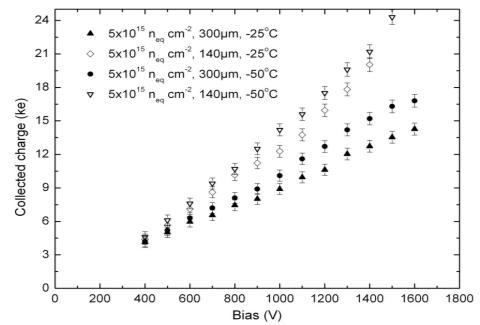 24
21
18
15
12
9
6
3
0
Collected charge (ke)
5x10¹⁵ n_eq cm⁻², 300µm, -25°C
5x10¹⁵ n_eq cm⁻², 140µm, -25°C
5x10¹⁵ n_eq cm⁻², 300µm, -50°C
5x10¹⁵ n_eq cm⁻², 140µm, -50°C
0 200 400 600 800 1000 1200 1400 1600 1800
Bias (V)